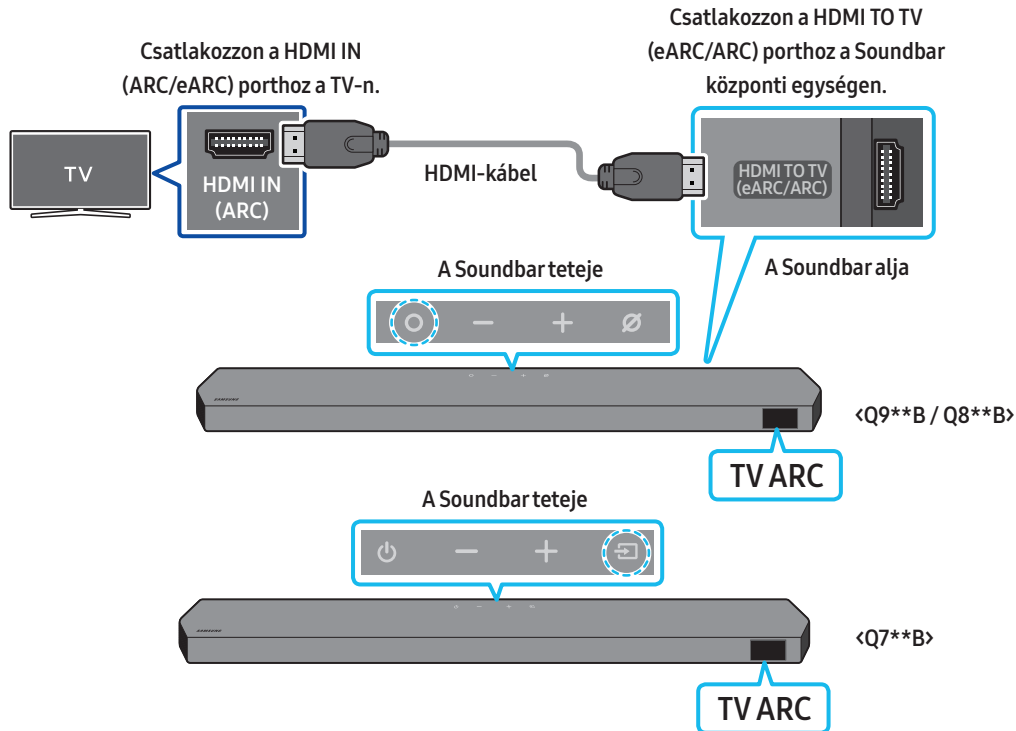 Csatlakozzon a HDMI IN
(ARC/eARC) porthoz a TV-n.
Csatlakozzon a HDMI TO TV
(eARC/ARC) porthoz a Soundbar
központi egységen.
TV
HDMI IN
(ARC)
HDMI-kábel
HDMI TO TV
(eARC/ARC)
A Soundbar teteje
A Soundbar alja
SAMSUNG
<Q9**B / Q8**B>
TV ARC
A Soundbar teteje
SAMSUNG
<Q7**B>
TV ARC